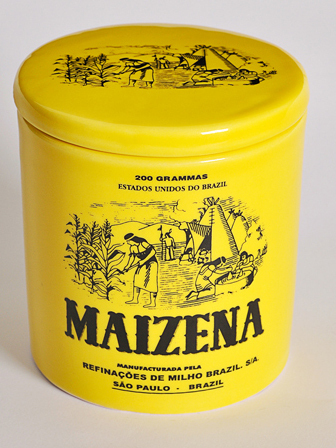 200 GRAMMAS
ESTADOS UNIDOS DO BRAZIL
MAIZENA
MANUFACTURADA PELA
REFINAÇÕES DE MILHO BRAZIL. S/A.
SÃO PAULO - BRAZIL